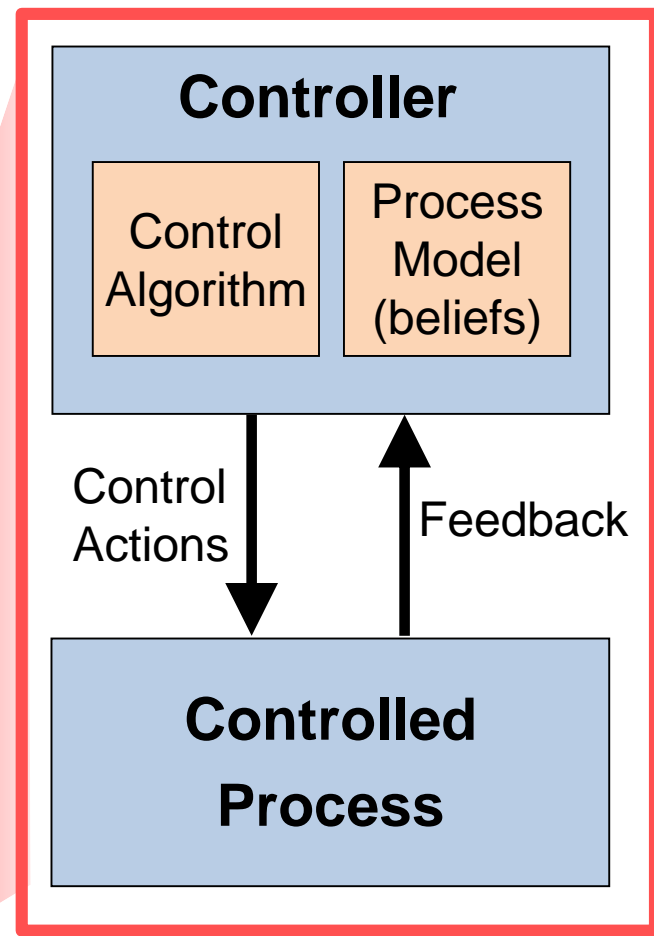 Controller
Control
Algorithm
Process
Model
(beliefs)
Control
Actions
Feedback
Controlled
Process